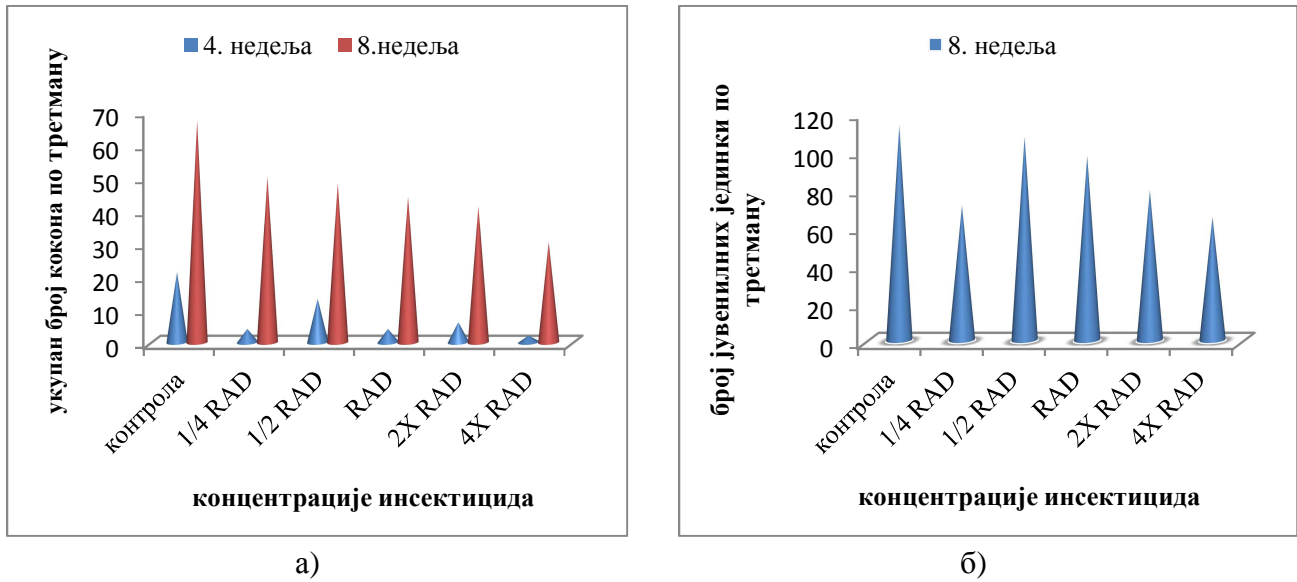 4. недеља 8.недеља
укупан број кокона по третману
70
60
50
40
30
20
10
0
контрола
1/4 RAD
1/2 RAD
RAD
2X RAD
4X RAD
концентрације инсектицида
а)
8. недеља
број јувенилних јединки по
третману
120
100
80
60
40
20
0
контрола
1/4 RAD
1/2 RAD
RAD
2X RAD
4X RAD
концентрације инсектицида
б)